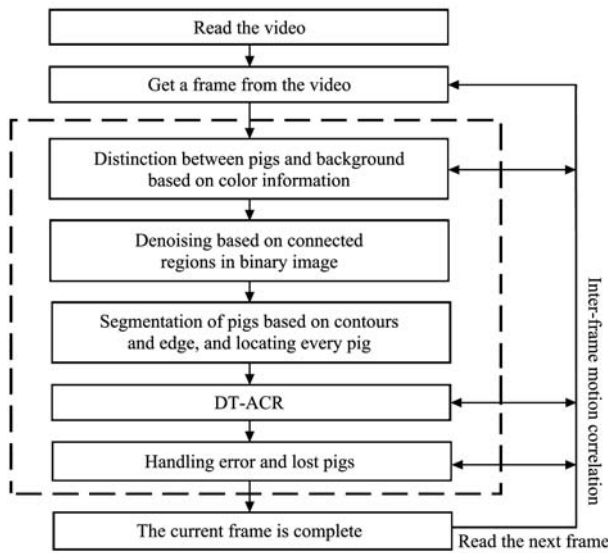 Read the video
Get a frame from the video
Distinction between pigs and background
based on color information
Denoising based on connected
regions in binary image
Segmentation of pigs based on contours
and edge, and locating every pig
DT-ACR
Handling error and lost pigs
The current frame is complete
Read the next frame
Inter-frame motion correlation